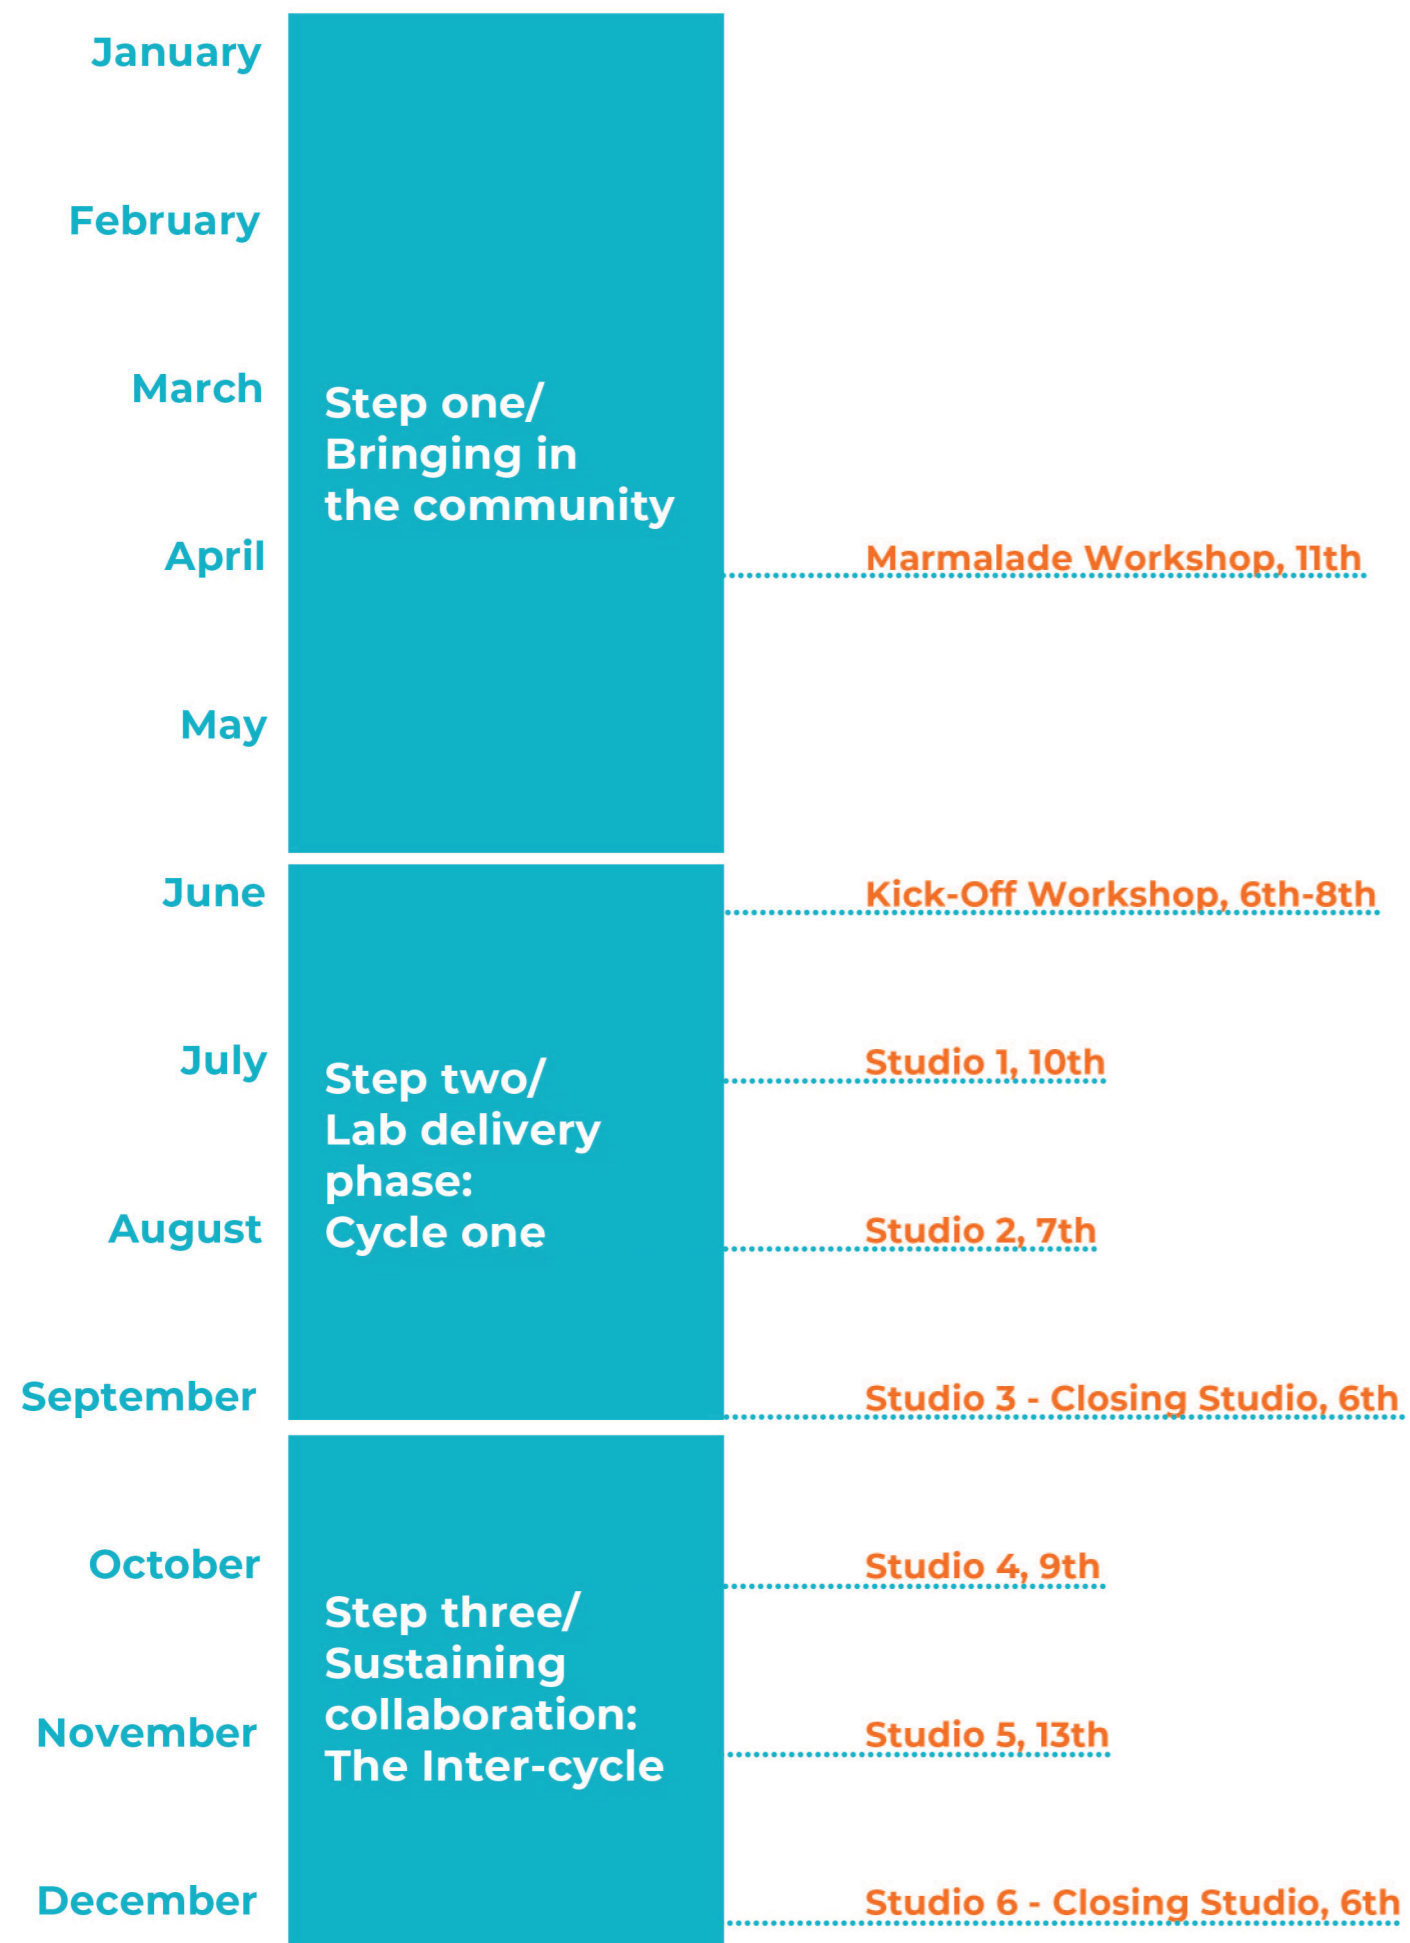 January
February
March
Step one/
Bringing in
the community
April
Marmalade Workshop, 11th
May
June
Kick-Off Workshop, 6th-8th
July
Studio 1, 10th
Step two/
Lab delivery
phase:
Cycle one
August
Studio 2, 7th
September
Studio 3 - Closing Studio, 6th
October
Studio 4, 9th
Step three/
Sustaining
collaboration:
The Inter-cycle
November
Studio 5, 13th
December
Studio 6 - Closing Studio, 6th